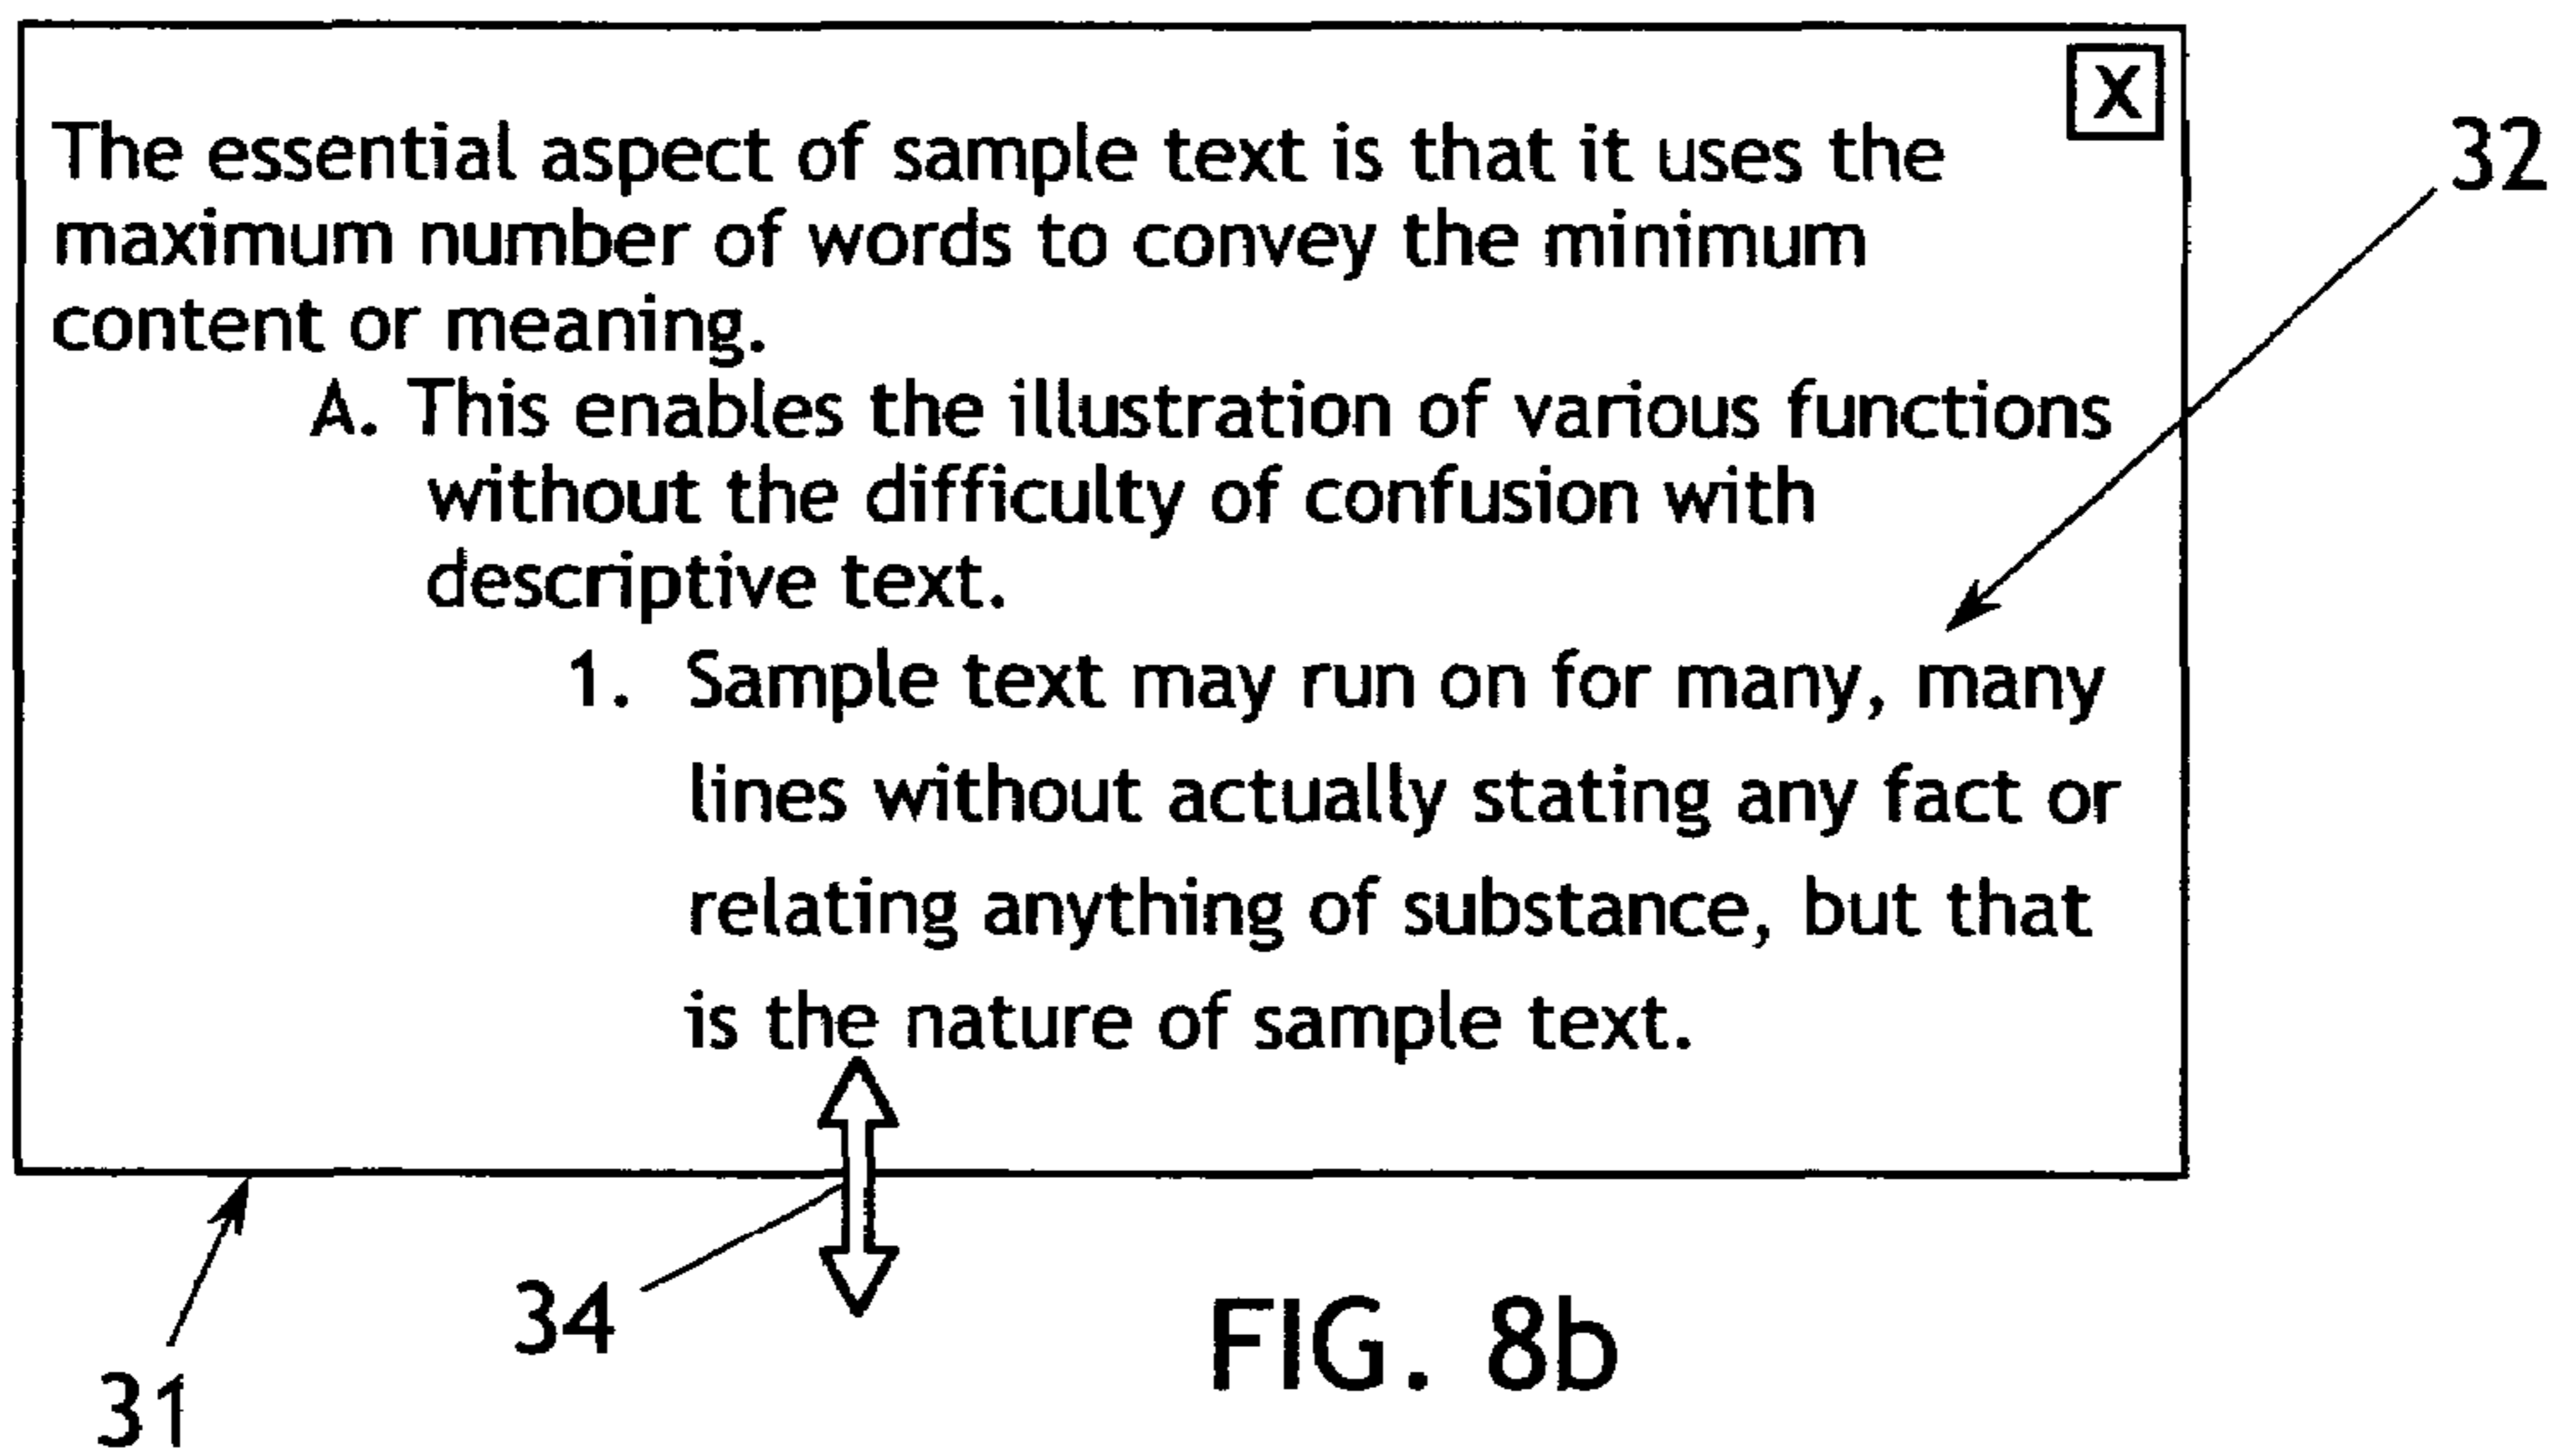 X
The essential aspect of sample text is that it uses the
maximum number of words to convey the minimum
content or meaning.
A. This enables the illustration of various functions
without the difficulty of confusion with
descriptive text.
1. Sample text may run on for many, many
lines without actually stating any fact or
relating anything of substance, but that
is the nature of sample text.
32
34
31
FIG. 8b